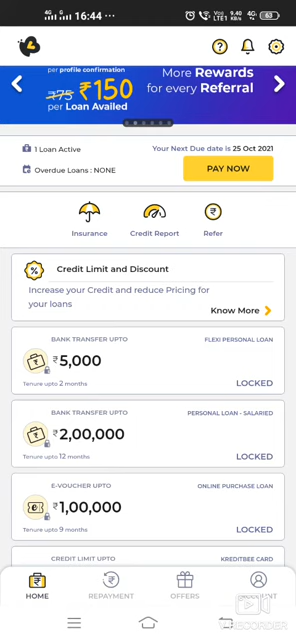 4G G 16:44 ···
9.40 KB/S Vo) LTE1 4G 63
per profile confirmation
₹75 ₹150
per Loan Availed
More Rewards
for every Referral
1 Loan Active
Your Next Due date is 25 Oct 2021
Overdue Loans : NONE
PAY NOW
Insurance
Credit Report
Refer
Credit Limit and Discount
Increase your Credit and reduce Pricing for
your loans
Know More
BANK TRANSFER UPTO
FLEXI PERSONAL LOAN
₹5,000
Tenure upto 2 months
LOCKED
BANK TRANSFER UPTO
PERSONAL LOAN - SALARIED
₹2,00,000
Tenure upto 12 months
LOCKED
E-VOUCHER UPTO
ONLINE PURCHASE LOAN
₹1,00,000
Tenure upto 9 months
LOCKED
CREDIT LIMIT UPTO
KREDITBEE CARD
HOME
REPAYMENT
OFFERS
ACCOUNT
RECORDER